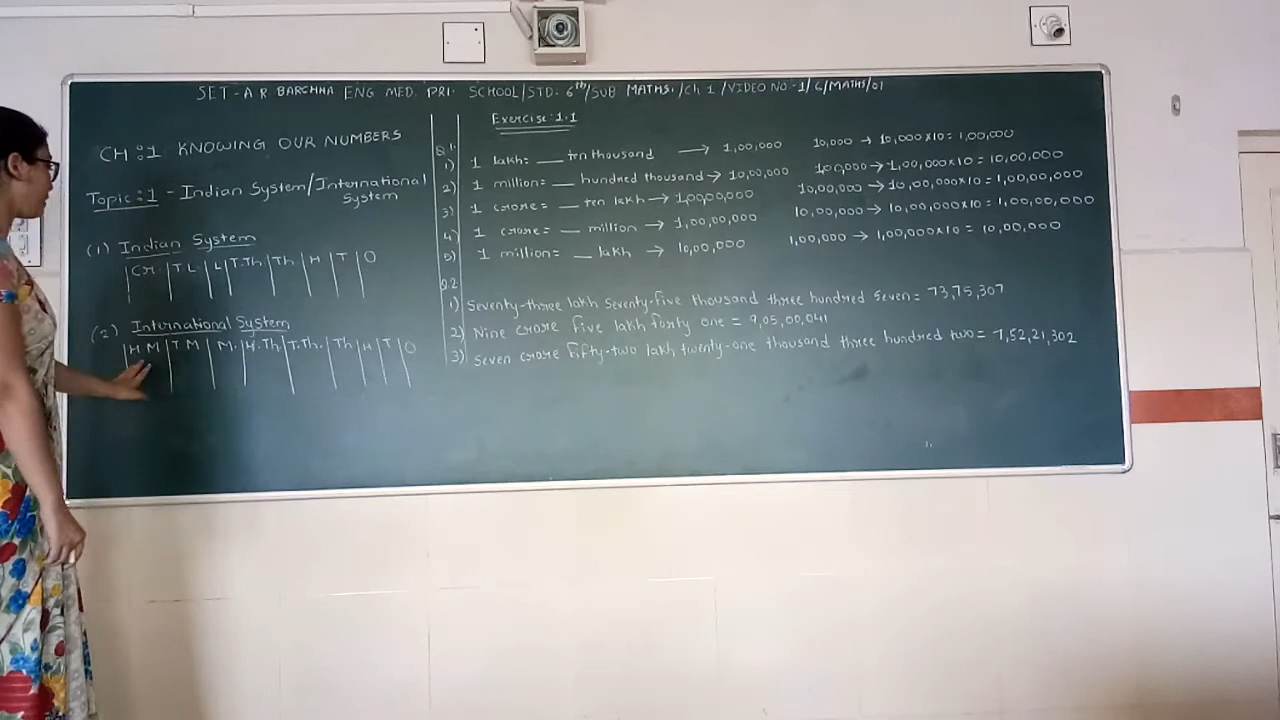 SET-A R BARCHHA ENG MED. PRI. SCHOOL/STD: 6th/SUB MATHS./Ch 1/VIDEO NO-1/6/MATHS/01
CH:1 KNOWING OUR NUMBERS
Topic:1 - Indian System/International System
(1) Indian System
|Cr.|T.L|L|T.Th|Th|H|T|O
(2) International System
|H M|T M|M.|H.Th|T.Th.|Th|H|T|O
Exercise:1.1
Q.1.
1) 1 lakh= __ ten thousand → 1,00,000 10,000 → 10,000×10=1,00,000
2) 1 million= __ hundred thousand → 10,00,000 1,00,000 → 1,00,000×10=10,00,000
3) 1 crore= __ ten lakh → 1,00,00,000 10,00,000 → 10,00,000×10=1,00,00,000
4) 1 crore= __ million → 1,00,00,000 10,00,000 → 10,00,000×10=1,00,00,000
5) 1 million= __ lakh → 10,00,000 1,00,000 → 1,00,000×10=10,00,000
Q.2
1) Seventy-three lakh seventy-five thousand three hundred seven= 73,75,307
2) Nine crore five lakh forty one = 9,05,00,041
3) Seven crore fifty-two lakh twenty-one thousand three hundred two= 7,52,21,302